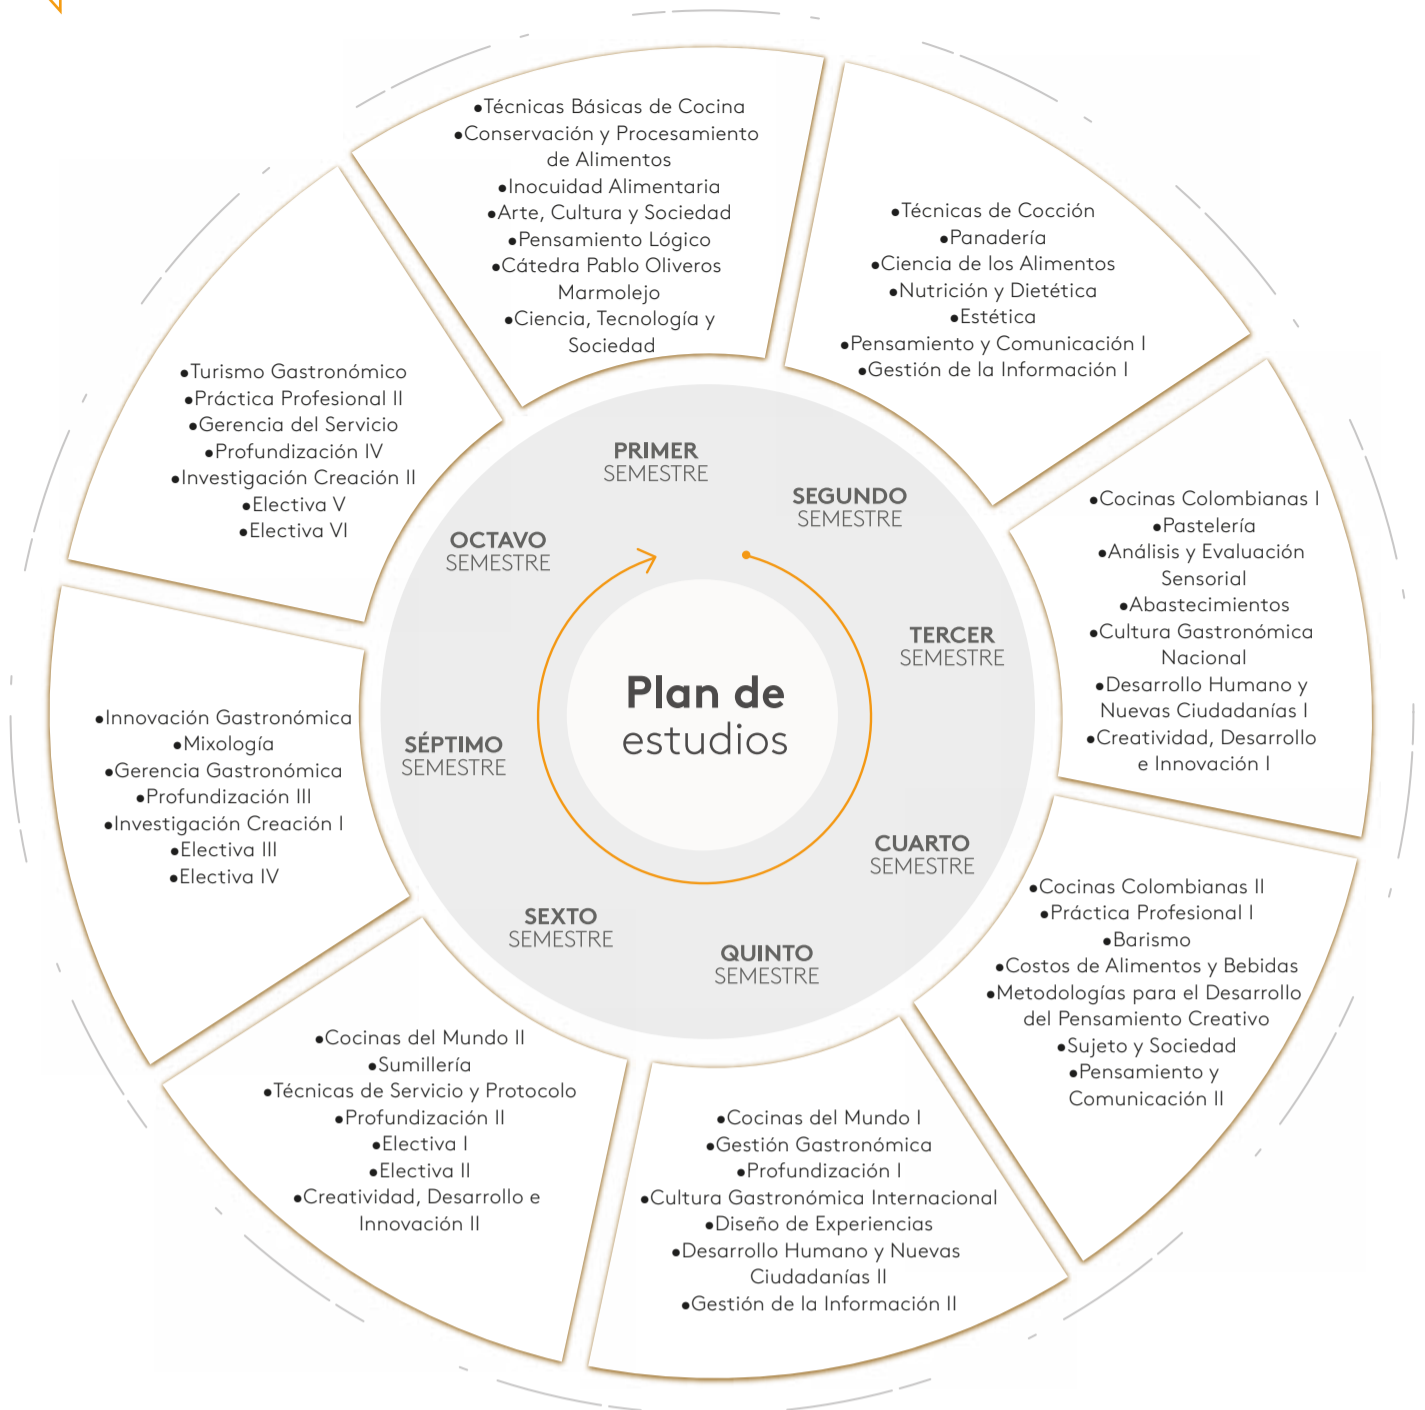 Plan de
estudios
PRIMER
SEMESTRE
•Técnicas Básicas de Cocina
•Conservación y Procesamiento
de Alimentos
•Inocuidad Alimentaria
•Arte, Cultura y Sociedad
•Pensamiento Lógico
•Cátedra Pablo Oliveros
Marmolejo
•Ciencia, Tecnología y
Sociedad
SEGUNDO
SEMESTRE
•Técnicas de Cocción
•Panadería
•Ciencia de los Alimentos
•Nutrición y Dietética
•Estética
•Pensamiento y Comunicación I
•Gestión de la Información I
TERCER
SEMESTRE
•Cocinas Colombianas I
•Pastelería
•Análisis y Evaluación
Sensorial
•Abastecimientos
•Cultura Gastronómica
Nacional
•Desarrollo Humano y
Nuevas Ciudadanías I
•Creatividad, Desarrollo
e Innovación I
CUARTO
SEMESTRE
•Cocinas Colombianas II
•Práctica Profesional I
•Barismo
•Costos de Alimentos y Bebidas
•Metodologías para el Desarrollo
del Pensamiento Creativo
•Sujeto y Sociedad
•Pensamiento y
Comunicación II
QUINTO
SEMESTRE
•Cocinas del Mundo I
•Gestión Gastronómica
•Profundización I
•Cultura Gastronómica Internacional
•Diseño de Experiencias
•Desarrollo Humano y Nuevas
Ciudadanías II
•Gestión de la Información II
SEXTO
SEMESTRE
•Cocinas del Mundo II
•Sumillería
•Técnicas de Servicio y Protocolo
•Profundización II
•Electiva I
•Electiva II
•Creatividad, Desarrollo e
Innovación II
SÉPTIMO
SEMESTRE
•Innovación Gastronómica
•Mixología
•Gerencia Gastronómica
•Profundización III
•Investigación Creación I
•Electiva III
•Electiva IV
OCTAVO
SEMESTRE
•Turismo Gastronómico
•Práctica Profesional II
•Gerencia del Servicio
•Profundización IV
•Investigación Creación II
•Electiva V
•Electiva VI